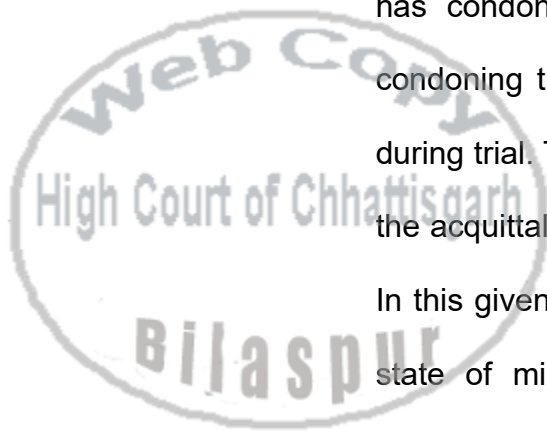 has condon
Web Copy
condoning t
during trial.
High Court of Chhattisgarh
the acquittal
In this given
Bilaspur
state of mi